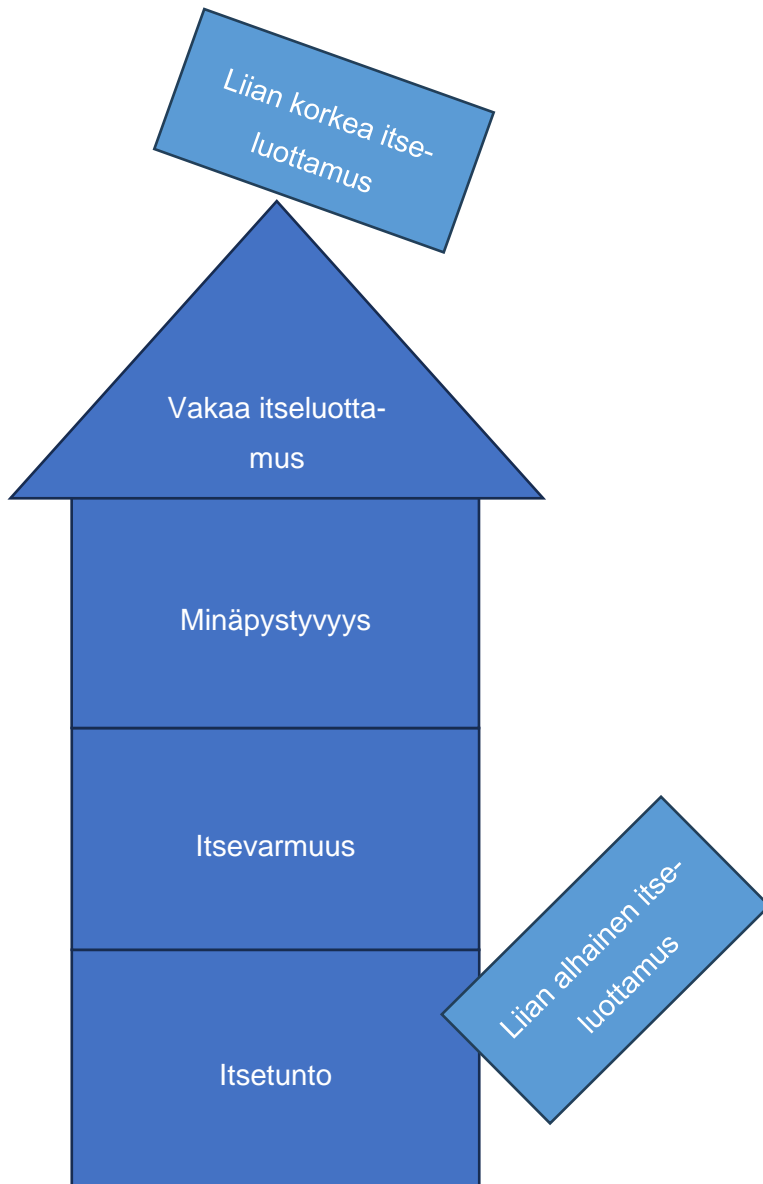 Liian korkea itse-
luottamus
Vakaa itseluotta-
mus
Minäpystyvyys
Itsevarmuus
Liian alhainen itse-
luottamus
Itsetunto